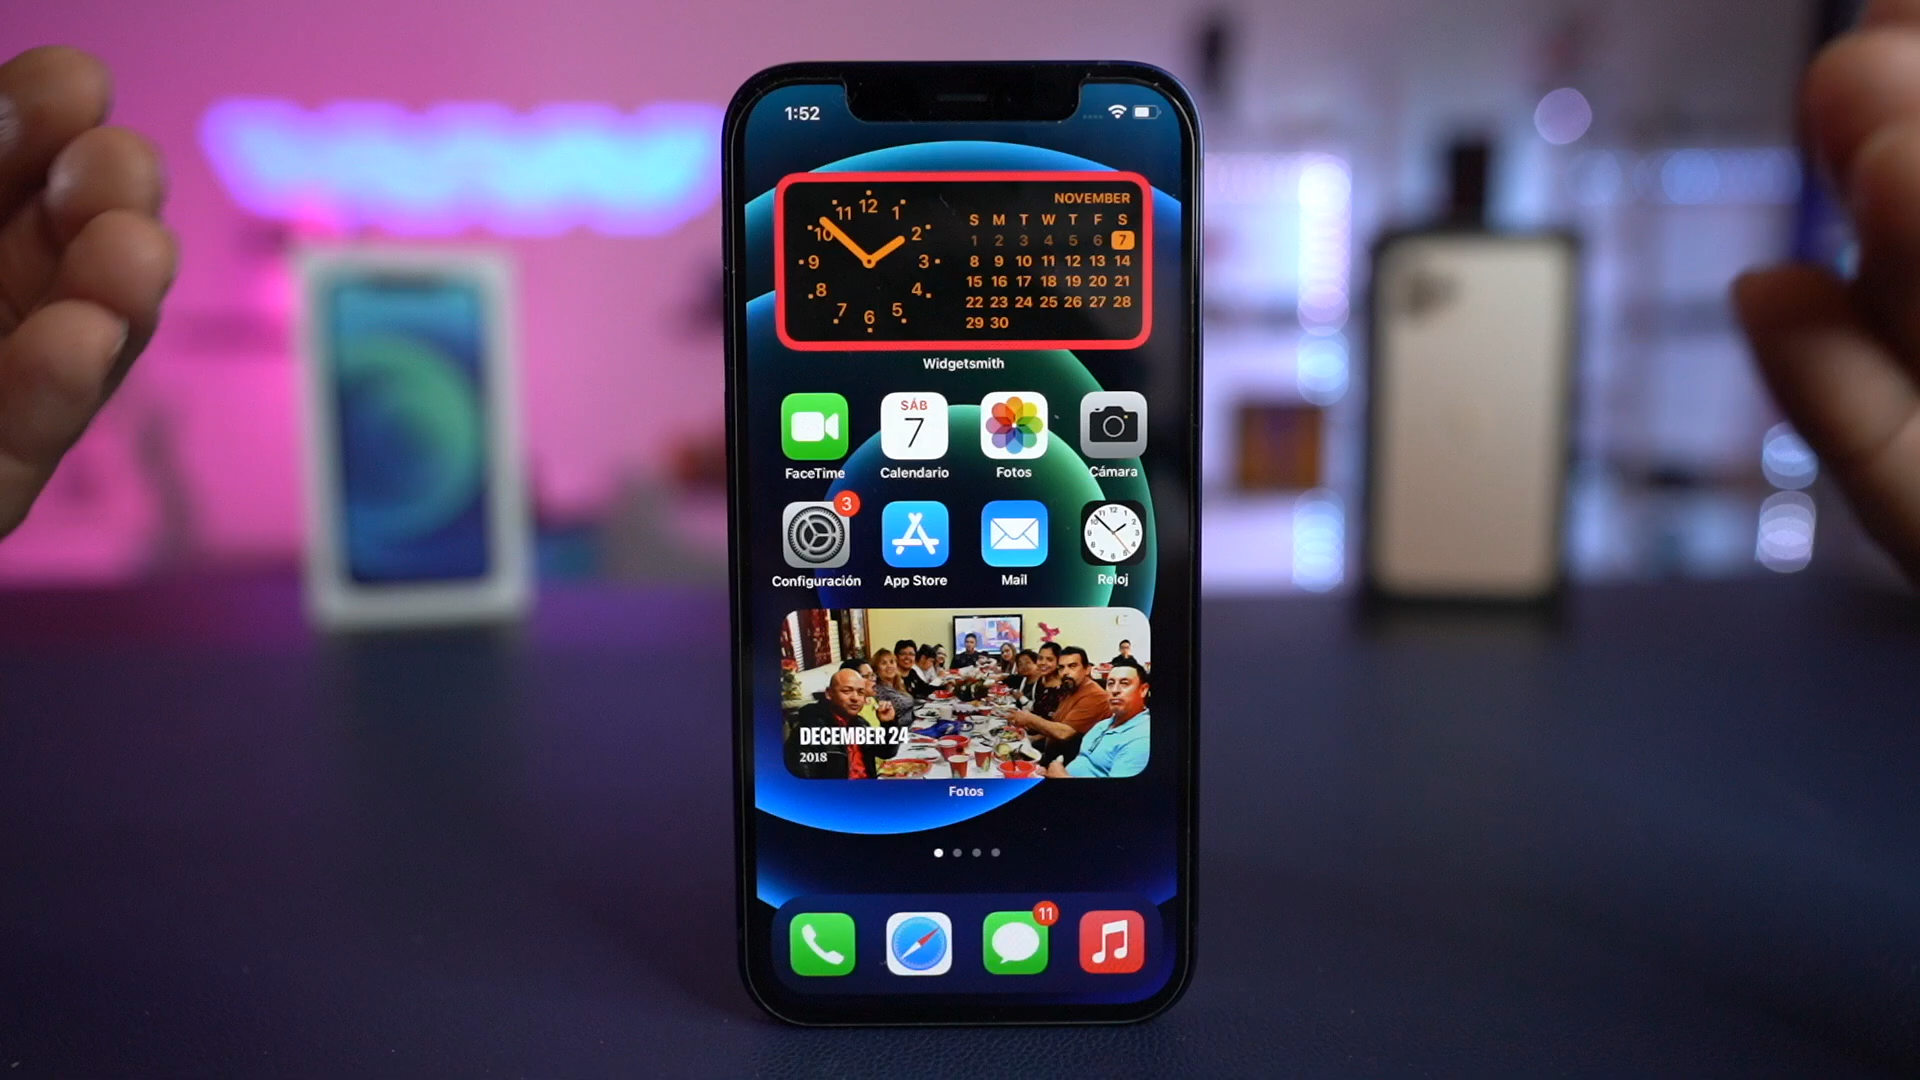 1:52
11 12 1
10 2
9 3
8 4
7 6 5
NOVEMBER
S M T W T F S
1 2 3 4 5 6 7
8 9 10 11 12 13 14
15 16 17 18 19 20 21
22 23 24 25 26 27 28
29 30
Widgetsmith
SÁB
7
FaceTime Calendario Fotos Cámara
3
Configuración App Store Mail Reloj
DECEMBER 24
2018
Fotos
11